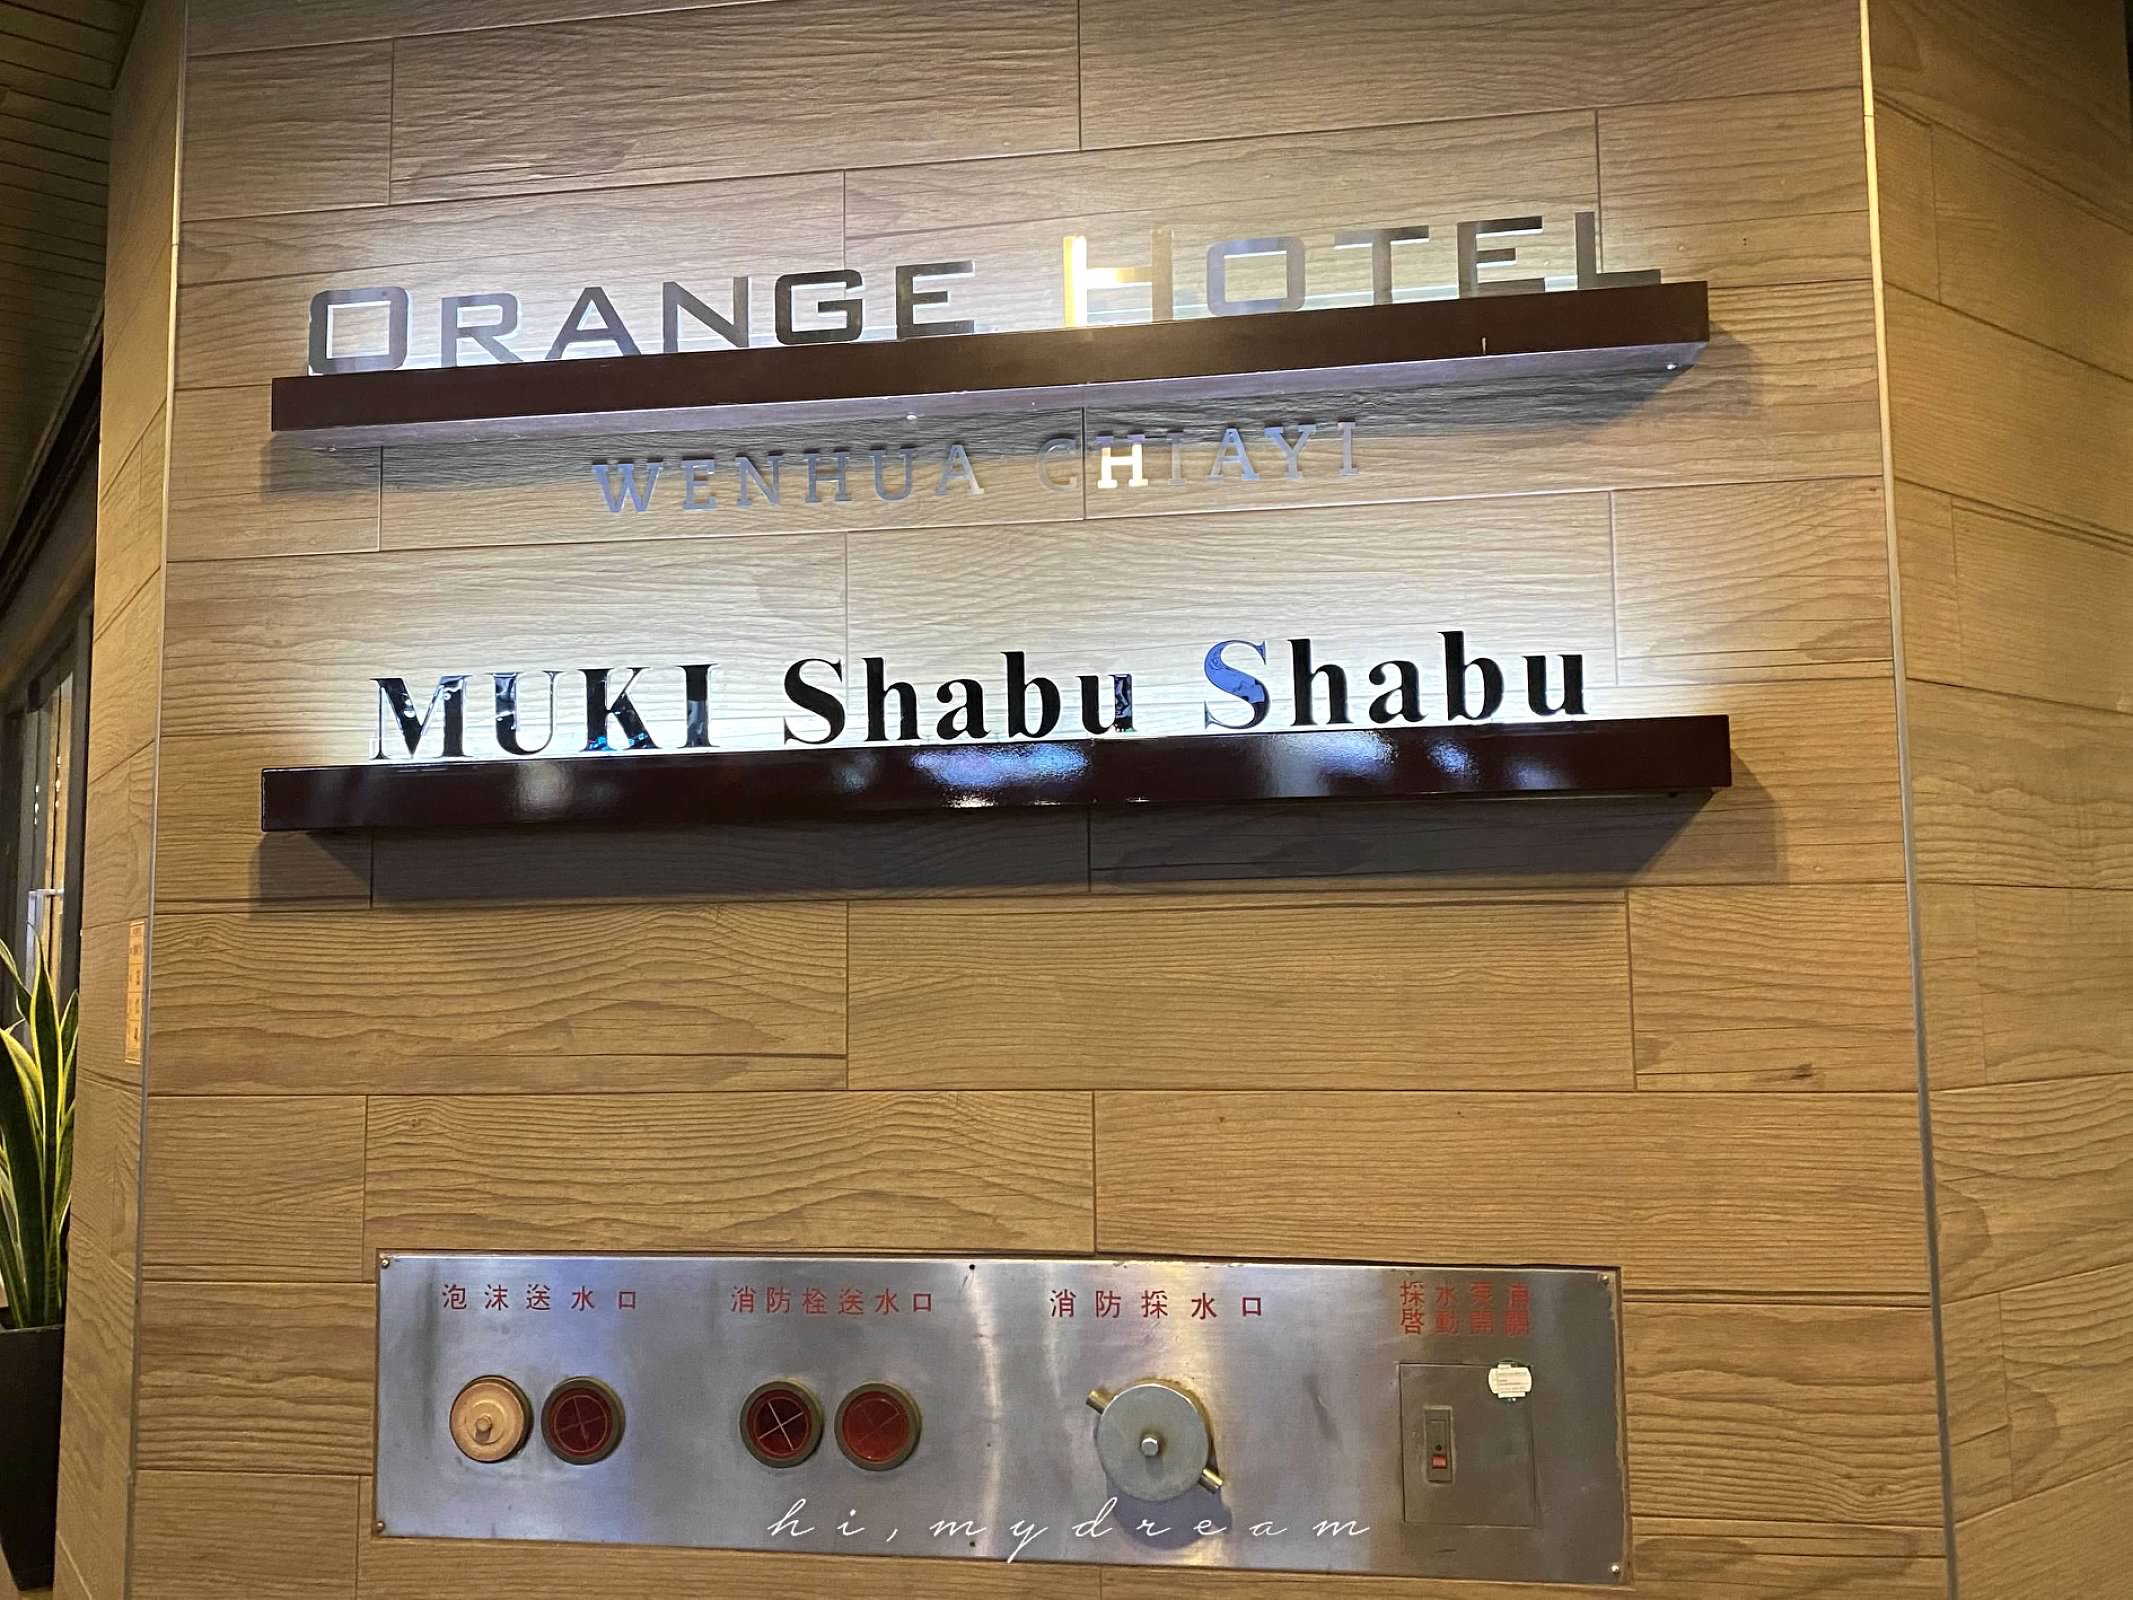 ORANGE HOTEL
WENHUA CHIAYI
MUKI Shabu Shabu
泡沫送水口
消防栓送水口
消防採水口
採水泵浦
啓動開關
hi, my dream